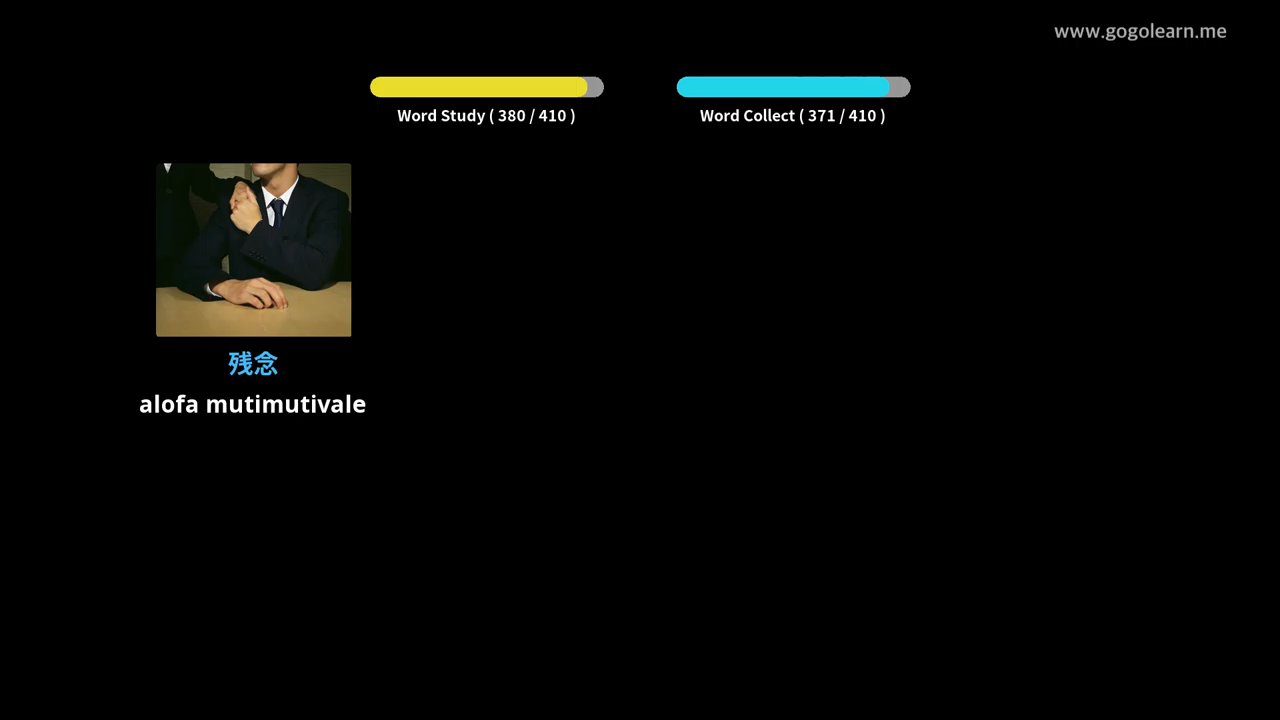 www.gogolearn.me
Word Study ( 380 / 410 )
Word Collect ( 371 / 410 )
残念
alofa mutimutivale